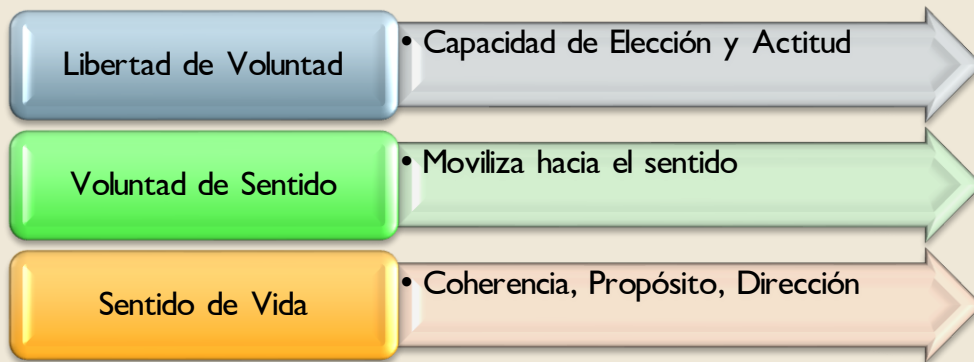 Libertad de Voluntad
• Capacidad de Elección y Actitud
Voluntad de Sentido
• Moviliza hacia el sentido
Sentido de Vida
• Coherencia, Propósito, Dirección